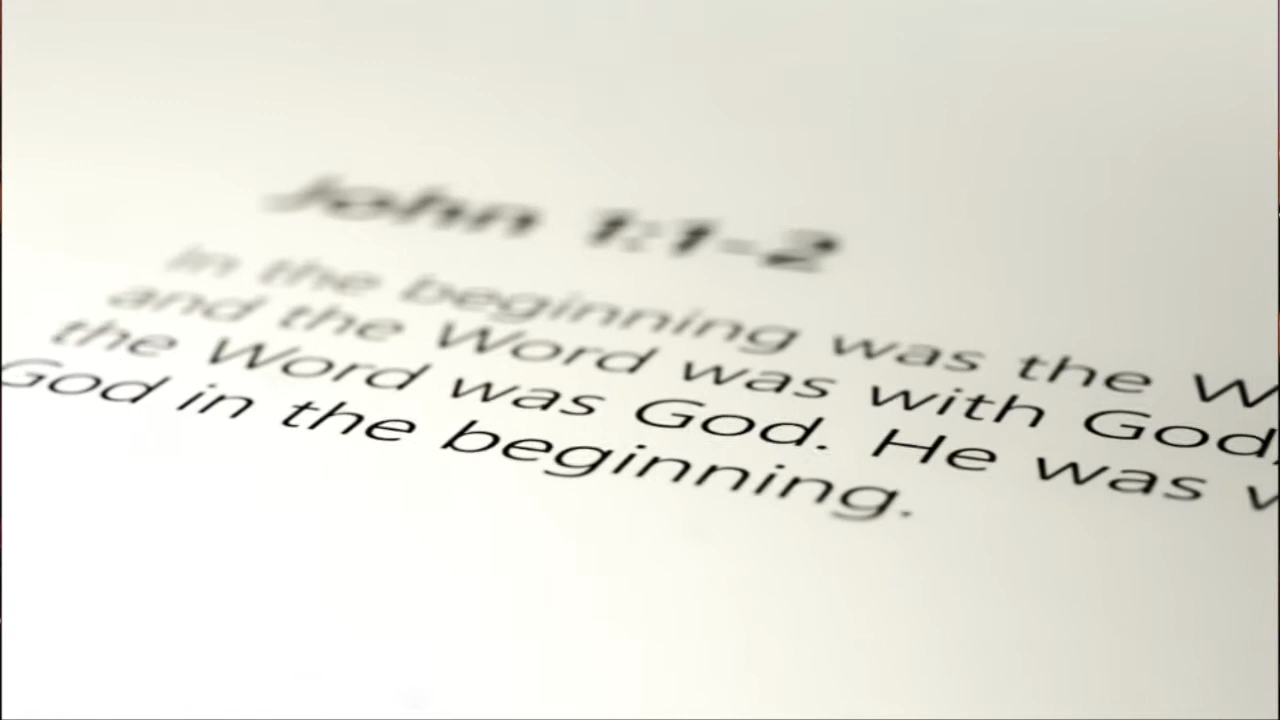 John 1:1-2
In the beginning was the W
and the Word was with God,
the Word was God. He was w
God in the beginning.